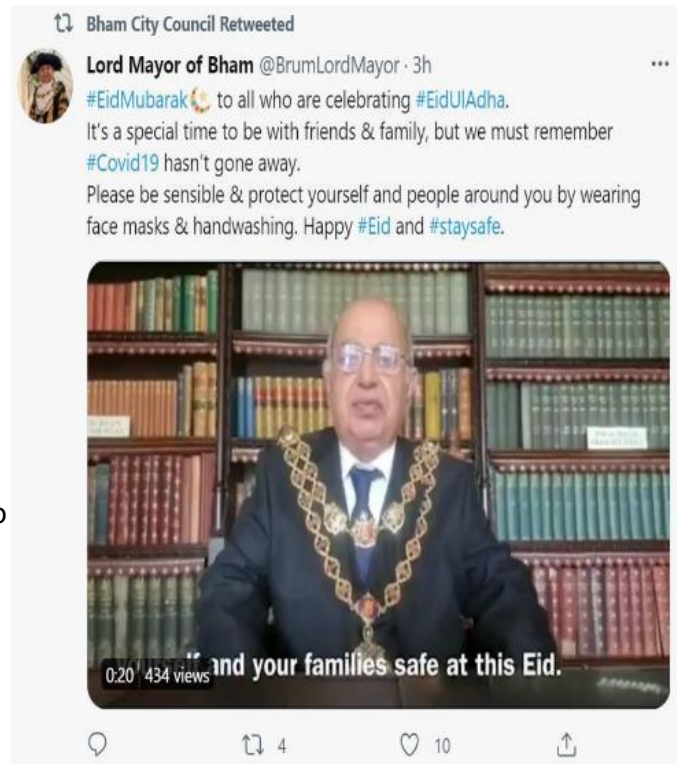 Bham City Council Retweeted
Lord Mayor of Bham @BrumLordMayor · 3h
#EidMubarak to all who are celebrating #EidUlAdha.
It's a special time to be with friends & family, but we must remember
#Covid19 hasn't gone away.
Please be sensible & protect yourself and people around you by wearing
face masks & handwashing. Happy #Eid and #staysafe.
o
and your families safe at this Eid.
0:20 434 views
4
10